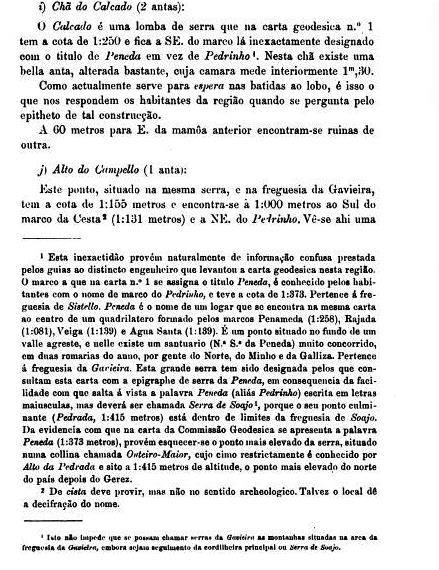 i) Chã do Calcado (2 antas):
O Calcado é uma lomba de serra que na carta geodesica n.º 1
tem a cota de 1:250 e fica a SE. do marco lá inexactamente designado
com o titulo de Peneda em vez de Pedrinho¹. Nesta chã existe uma
bella anta, alterada bastante, cuja camara mede interiormente 1ᵐ,30.
Como actualmente serve para espera nas batidas ao lobo, é isso o
que nos respondem os habitantes da região quando se pergunta pelo
epitheto de tal construcção.
A 60 metros para E. da mamôa anterior encontram-se ruinas de
outra.
j) Alto do Campello (1 anta):
Este ponto, situado na mesma serra, e na freguesia da Gavieira,
tem a cota de 1:155 metros e encontra-se à 1:000 metros ao Sul do
marco da Cesta² (1:131 metros) e a NE. do Pedrinho. Vê-se ahi uma
¹ Esta inexactidão provém naturalmente de informação confusa prestada
pelos guias ao distincto engenheiro que levantou a carta geodesica nesta região.
O marco a que na carta n.º 1 se assigna o titulo Peneda, é conhecido pelos habi-
tantes com o nome de marco do Pedrinho, e teve a cota de 1:373. Pertence á fre-
guesia de Sistello. Peneda é o nome de um logar que se encontra na mesma carta
ao centro de um quadrilatero formado pelos marcos Penameda (1:258), Rajada
(1:081), Veiga (1:139) e Agua Santa (1:139). É um ponto situado no fundo de um
valle agreste, e nelle existe um santuario (N.ª S.ª da Peneda) muito concorrido,
em duas romarias do anno, por gente do Norte, do Minho e da Galliza. Pertence
á freguesia da Gavieira. Esta grande serra tem sido designada pelos que con-
sultam esta carta com a epigraphe de serra da Peneda, em consequencia da faci-
lidade com que salta á vista a palavra Peneda (aliás Pedrinho) escrita em letras
maiusculas, mas deverá ser chamada Serra de Soajo¹, porque o seu ponto culmi-
nante (Pedrada, 1:415 metros) está dentro de limites da freguesia de Soajo.
Da evidencia com que na carta da Commissão Geodesica se apresenta a palavra
Peneda (1:373 metros), provém esquecer-se o ponto mais elevado da serra, situado
numa collina chamada Outeiro-Maior, cujo cimo restrictamente é conhecido por
Alto da Pedrada e sito a 1:415 metros de altitude, o ponto mais elevado do norte
do país depois do Gerez.
² De cista deve provir, mas não no sentido archeologico. Talvez o local dê
a decifração do nome.
¹ Isto não impede que se possam chamar serras da Gavieira as montanhas situadas na area da
freguesia da Gavieira, embora sejam seguimento da cordilheira principal ou Serra de Soajo.